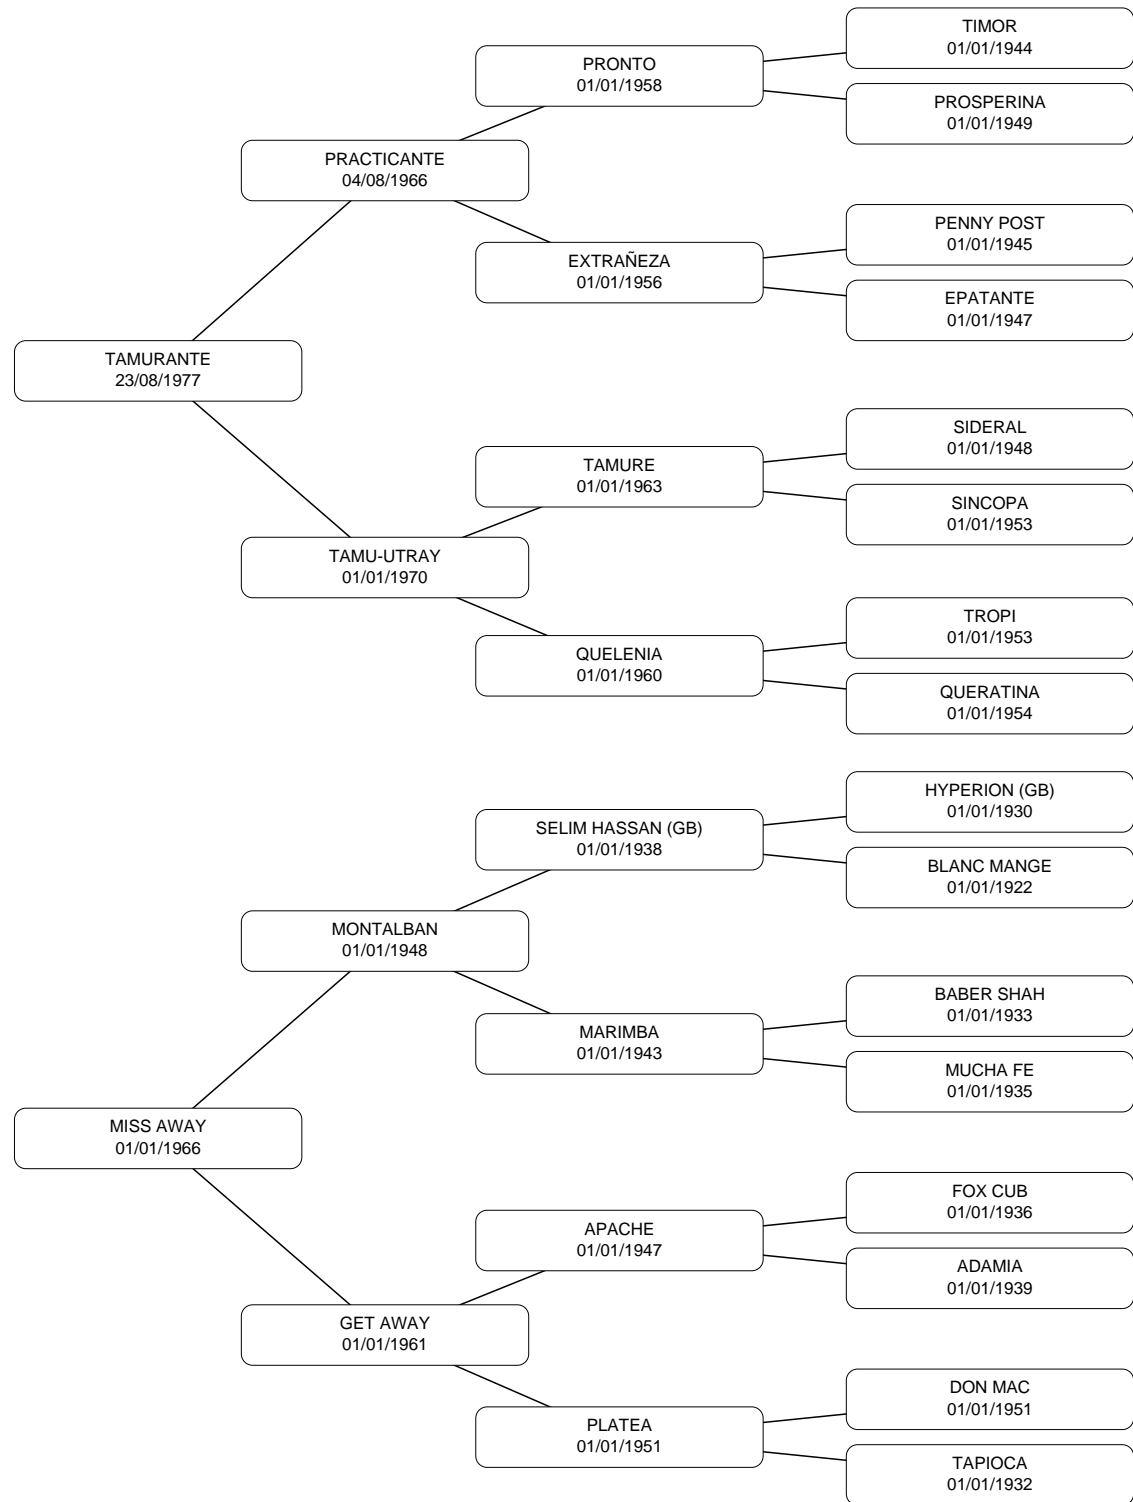 TIMOR
01/01/1944
PRONTO
01/01/1958
PROSPERINA
01/01/1949
PRACTICANTE
04/08/1966
PENNY POST
01/01/1945
EXTRAÑEZA
01/01/1956
EPATANTE
01/01/1947
TAMURANTE
23/08/1977
SIDERAL
01/01/1948
TAMURE
01/01/1963
SINCOPA
01/01/1953
TAMU-UTRAY
01/01/1970
TROPI
01/01/1953
QUELENIA
01/01/1960
QUERATINA
01/01/1954
HYPERION (GB)
01/01/1930
SELIM HASSAN (GB)
01/01/1938
BLANC MANGE
01/01/1922
MONTALBAN
01/01/1948
BABER SHAH
01/01/1933
MARIMBA
01/01/1943
MUCHA FE
01/01/1935
MISS AWAY
01/01/1966
FOX CUB
01/01/1936
APACHE
01/01/1947
ADAMIA
01/01/1939
GET AWAY
01/01/1961
DON MAC
01/01/1951
PLATEA
01/01/1951
TAPIOCA
01/01/1932